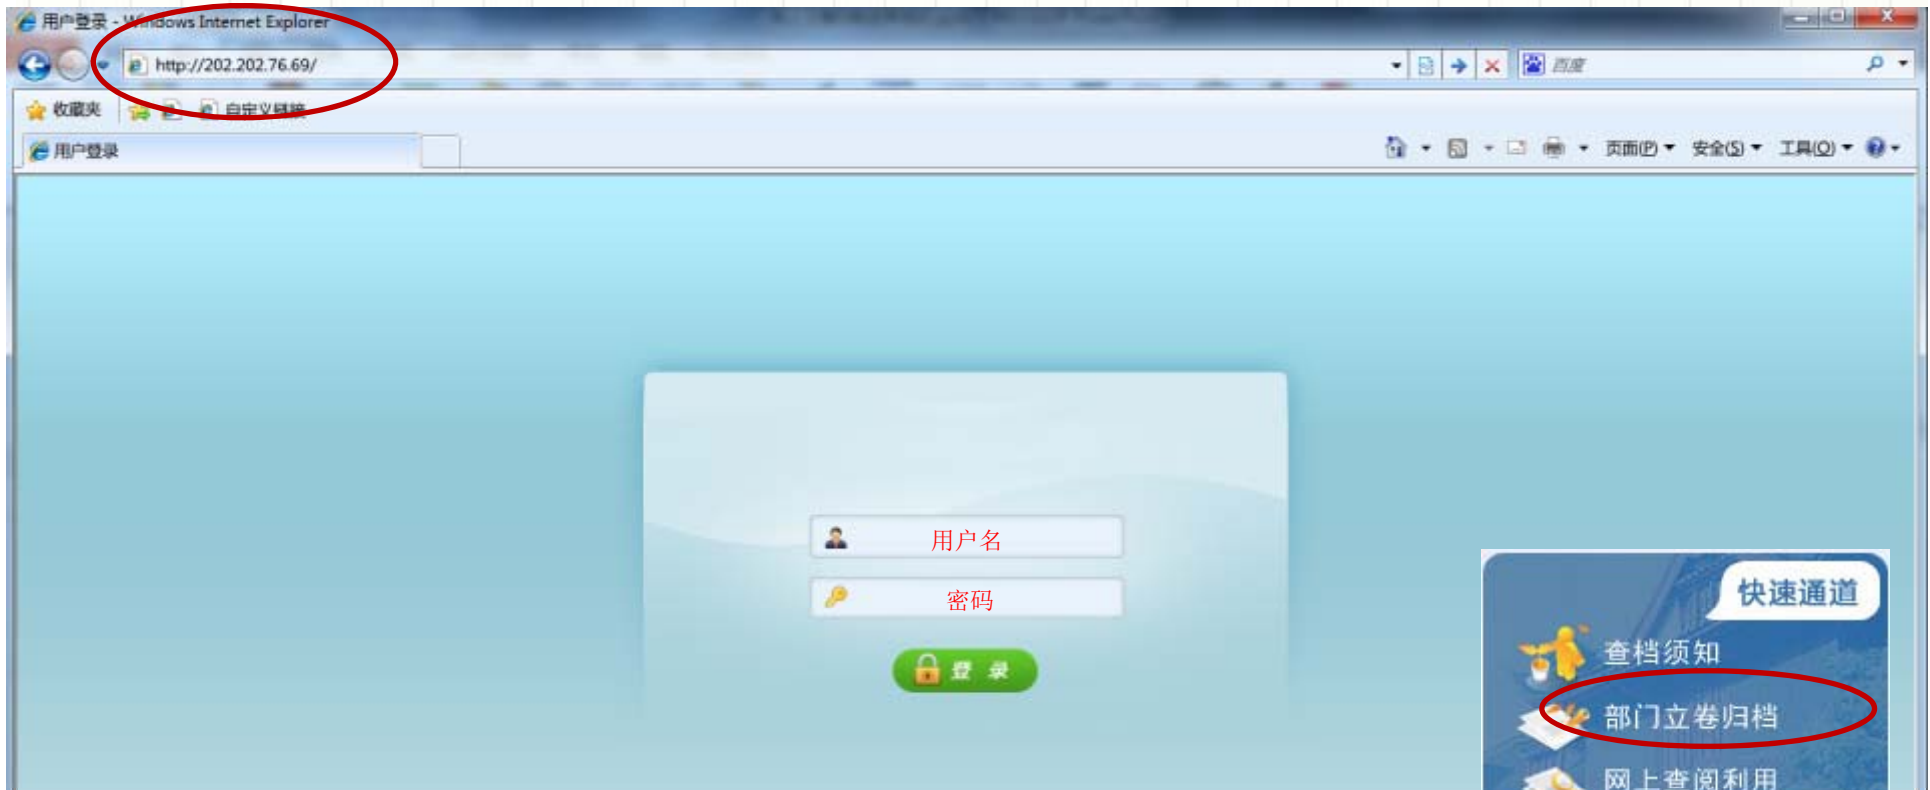 用户登录 - Windows Internet Explorer
http://202.202.76.69/
百度
收藏夹
自定义链接
用户登录
页面(P) 安全(S) 工具(O)
用户名
密码
登 录
快速通道
查档须知
部门立卷归档
网上查阅利用